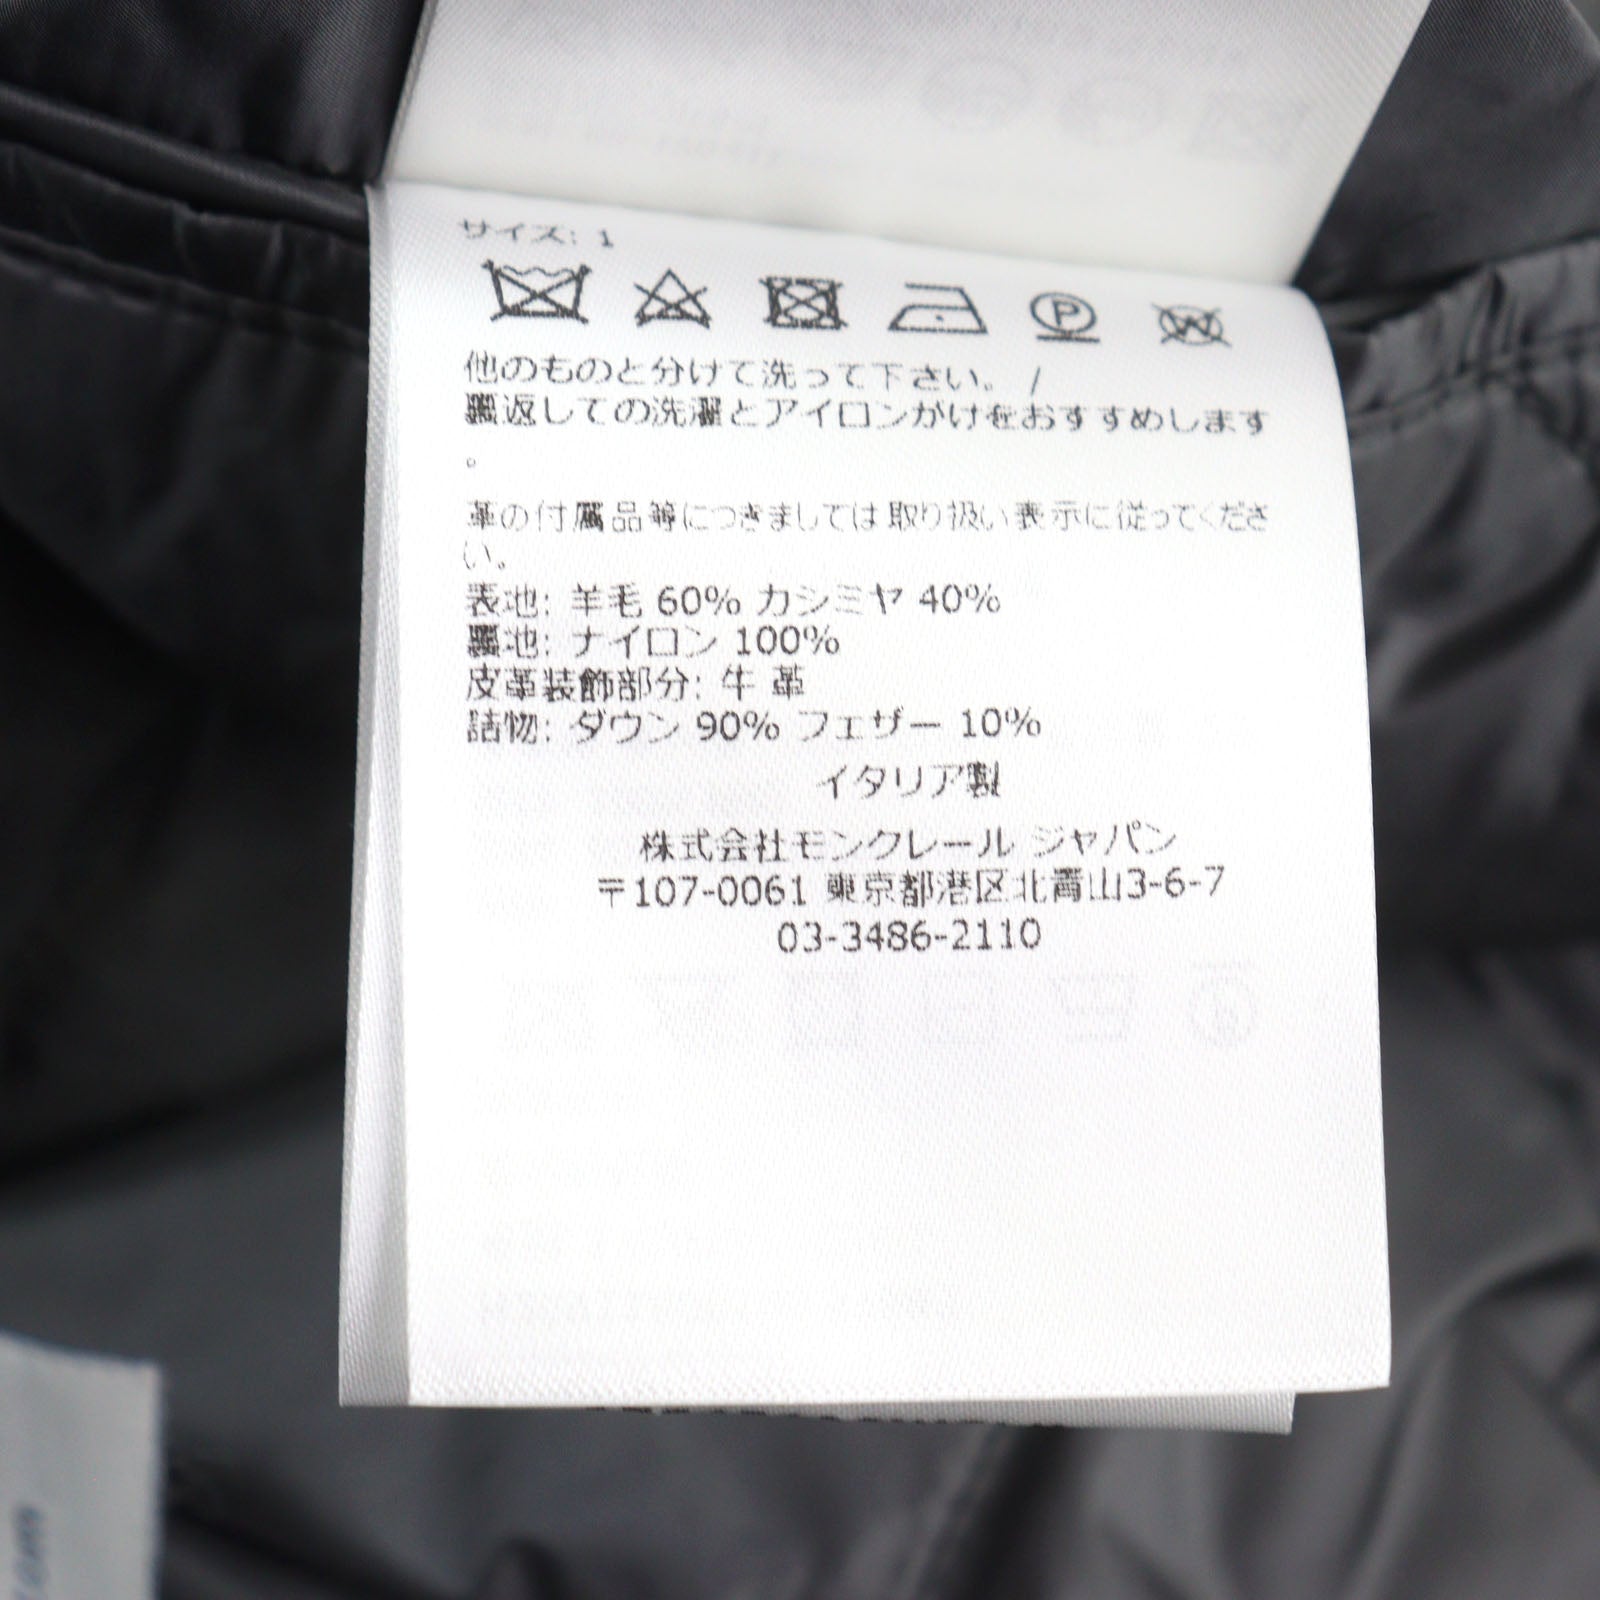 サイズ: 1
他のものと分けて洗って下さい。 /
裏返しての洗濯とアイロンがけをおすすめします
。
革の付属品等につきましては取り扱い表示に従ってくださ
い。
表地: 羊毛 60% カシミヤ 40%
裏地: ナイロン 100%
皮革装飾部分: 牛 革
詰物: ダウン 90% フェザー 10%
イタリア製
株式会社モンクレール ジャパン
〒107-0061 東京都港区北青山3-6-7
03-3486-2110